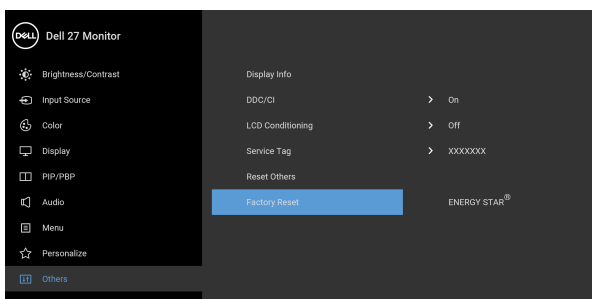 DELL Dell 27 Monitor
Brightness/Contrast
Input Source
Color
Display
PIP/PBP
Audio
Menu
Personalize
Others
Display Info
DDC/CI > On
LCD Conditioning > Off
Service Tag > XXXXXXX
Reset Others
Factory Reset ENERGY STAR®